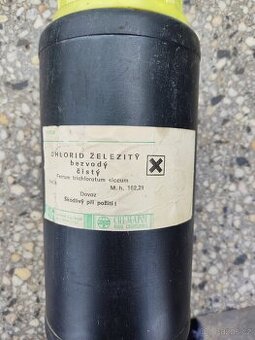 CHLORID ŽELEZITÝ
bezvodý
čistý
Ferrum trichloratum siccum
M. h. 162,21
Dovoz
Škodlivý při požití!